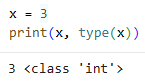 x = 3
print(x, type(x))
3 <class 'int'>